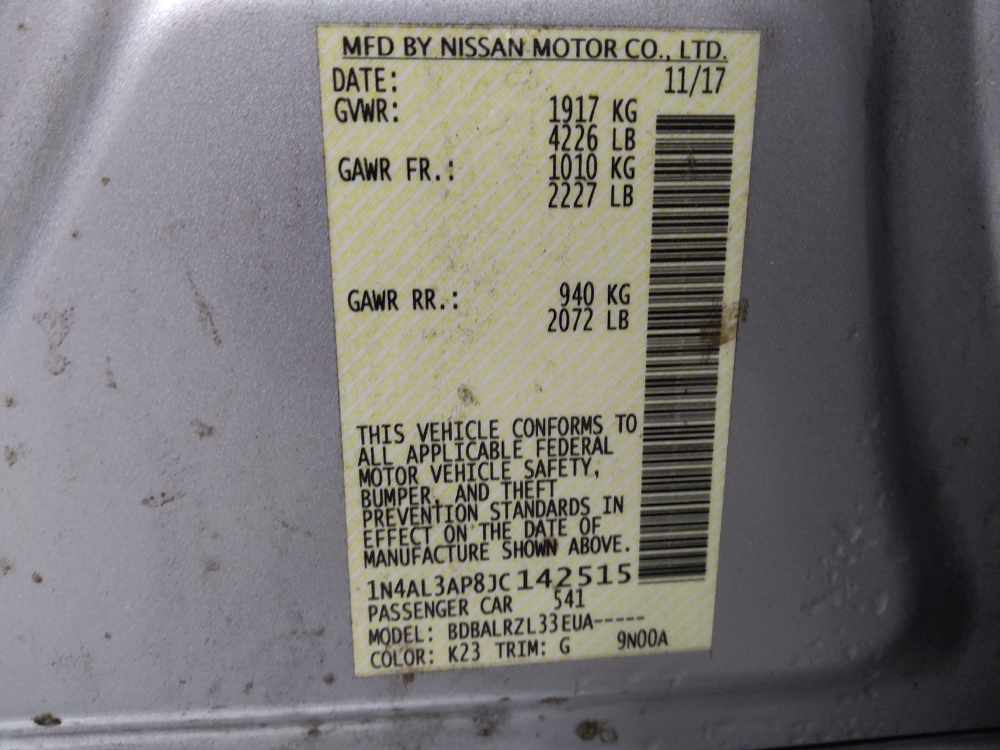 MFD BY NISSAN MOTOR CO., LTD.
DATE: 11/17
GVWR: 1917 KG
4226 LB
GAWR FR.: 1010 KG
2227 LB
GAWR RR.: 940 KG
2072 LB
THIS VEHICLE CONFORMS TO
ALL APPLICABLE FEDERAL
MOTOR VEHICLE SAFETY,
BUMPER, AND THEFT
PREVENTION STANDARDS IN
EFFECT ON THE DATE OF
MANUFACTURE SHOWN ABOVE.
1N4AL3AP8JC142515
PASSENGER CAR 541
MODEL: BDBALRZL33EUA-----
COLOR: K23 TRIM: G 9N00A